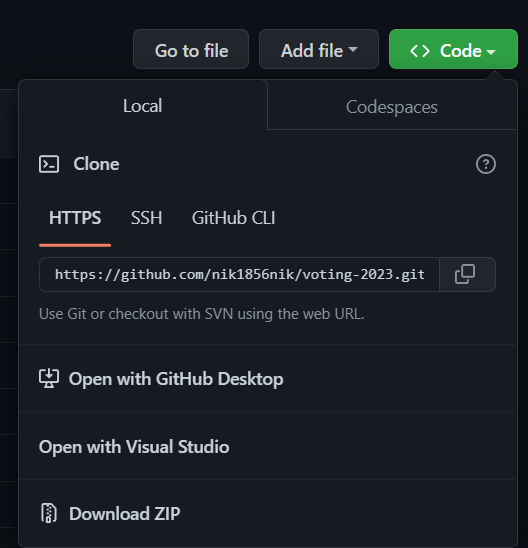 Go to file Add file <> Code
Local Codespaces
Clone
HTTPS SSH GitHub CLI
https://github.com/nik1856nik/voting-2023.git
Use Git or checkout with SVN using the web URL.
Open with GitHub Desktop
Open with Visual Studio
Download ZIP